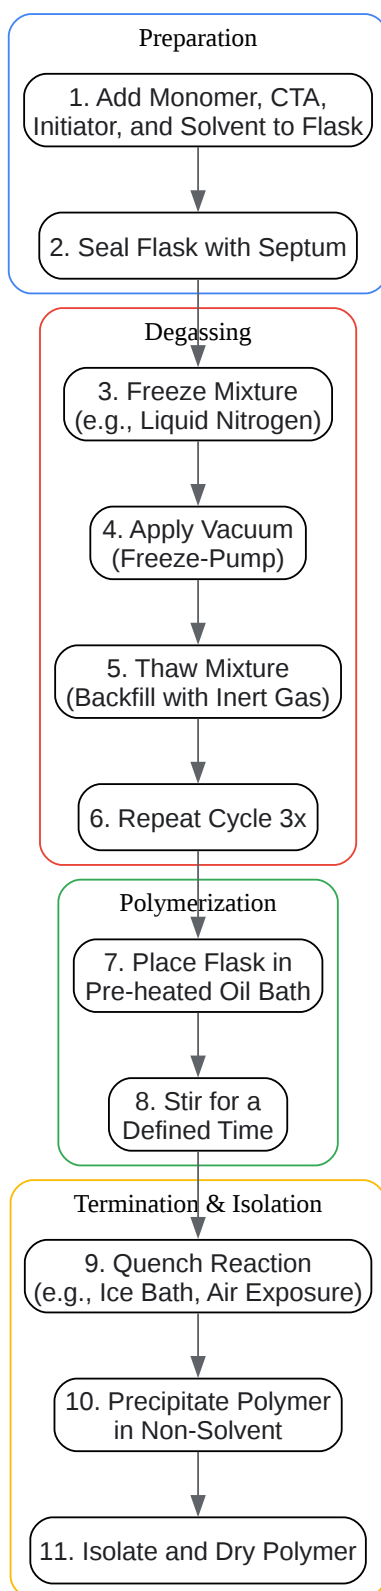 Preparation
1. Add Monomer, CTA,
Initiator, and Solvent to Flask
2. Seal Flask with Septum
Degassing
3. Freeze Mixture
(e.g., Liquid Nitrogen)
4. Apply Vacuum
(Freeze-Pump)
5. Thaw Mixture
(Backfill with Inert Gas)
6. Repeat Cycle 3x
Polymerization
7. Place Flask in
Pre-heated Oil Bath
8. Stir for a
Defined Time
Termination & Isolation
9. Quench Reaction
(e.g., Ice Bath, Air Exposure)
10. Precipitate Polymer
in Non-Solvent
11. Isolate and Dry Polymer